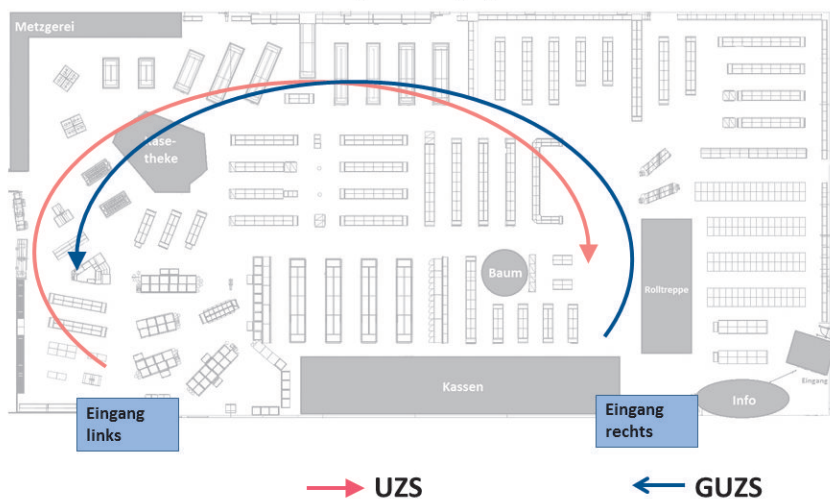 Metzgerei
Käse-
theke
Baum
Rolltreppe
Kassen
Eingang
Info
Eingang
links
Eingang
rechts
UZS
GUZS